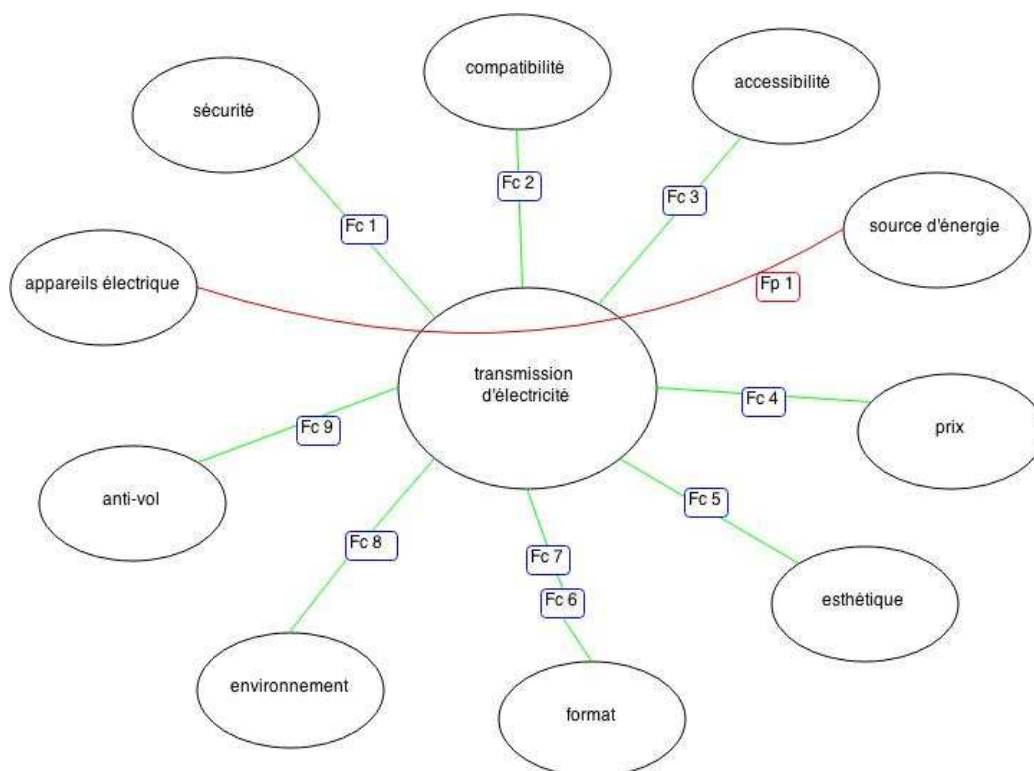 compatibilité
accessibilité
sécurité
Fc 2
Fc 3
Fc 1
source d'énergie
appareils électrique
Fp 1
transmission
d'électricité
Fc 4
Fc 9
prix
anti-vol
Fc 5
Fc 8
Fc 7
Fc 6
esthétique
environnement
format